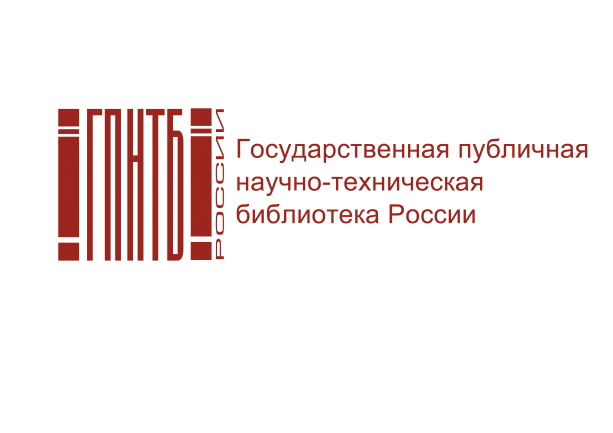 ГПНТБ
РОССИИ
Государственная публичная
научно-техническая
библиотека России